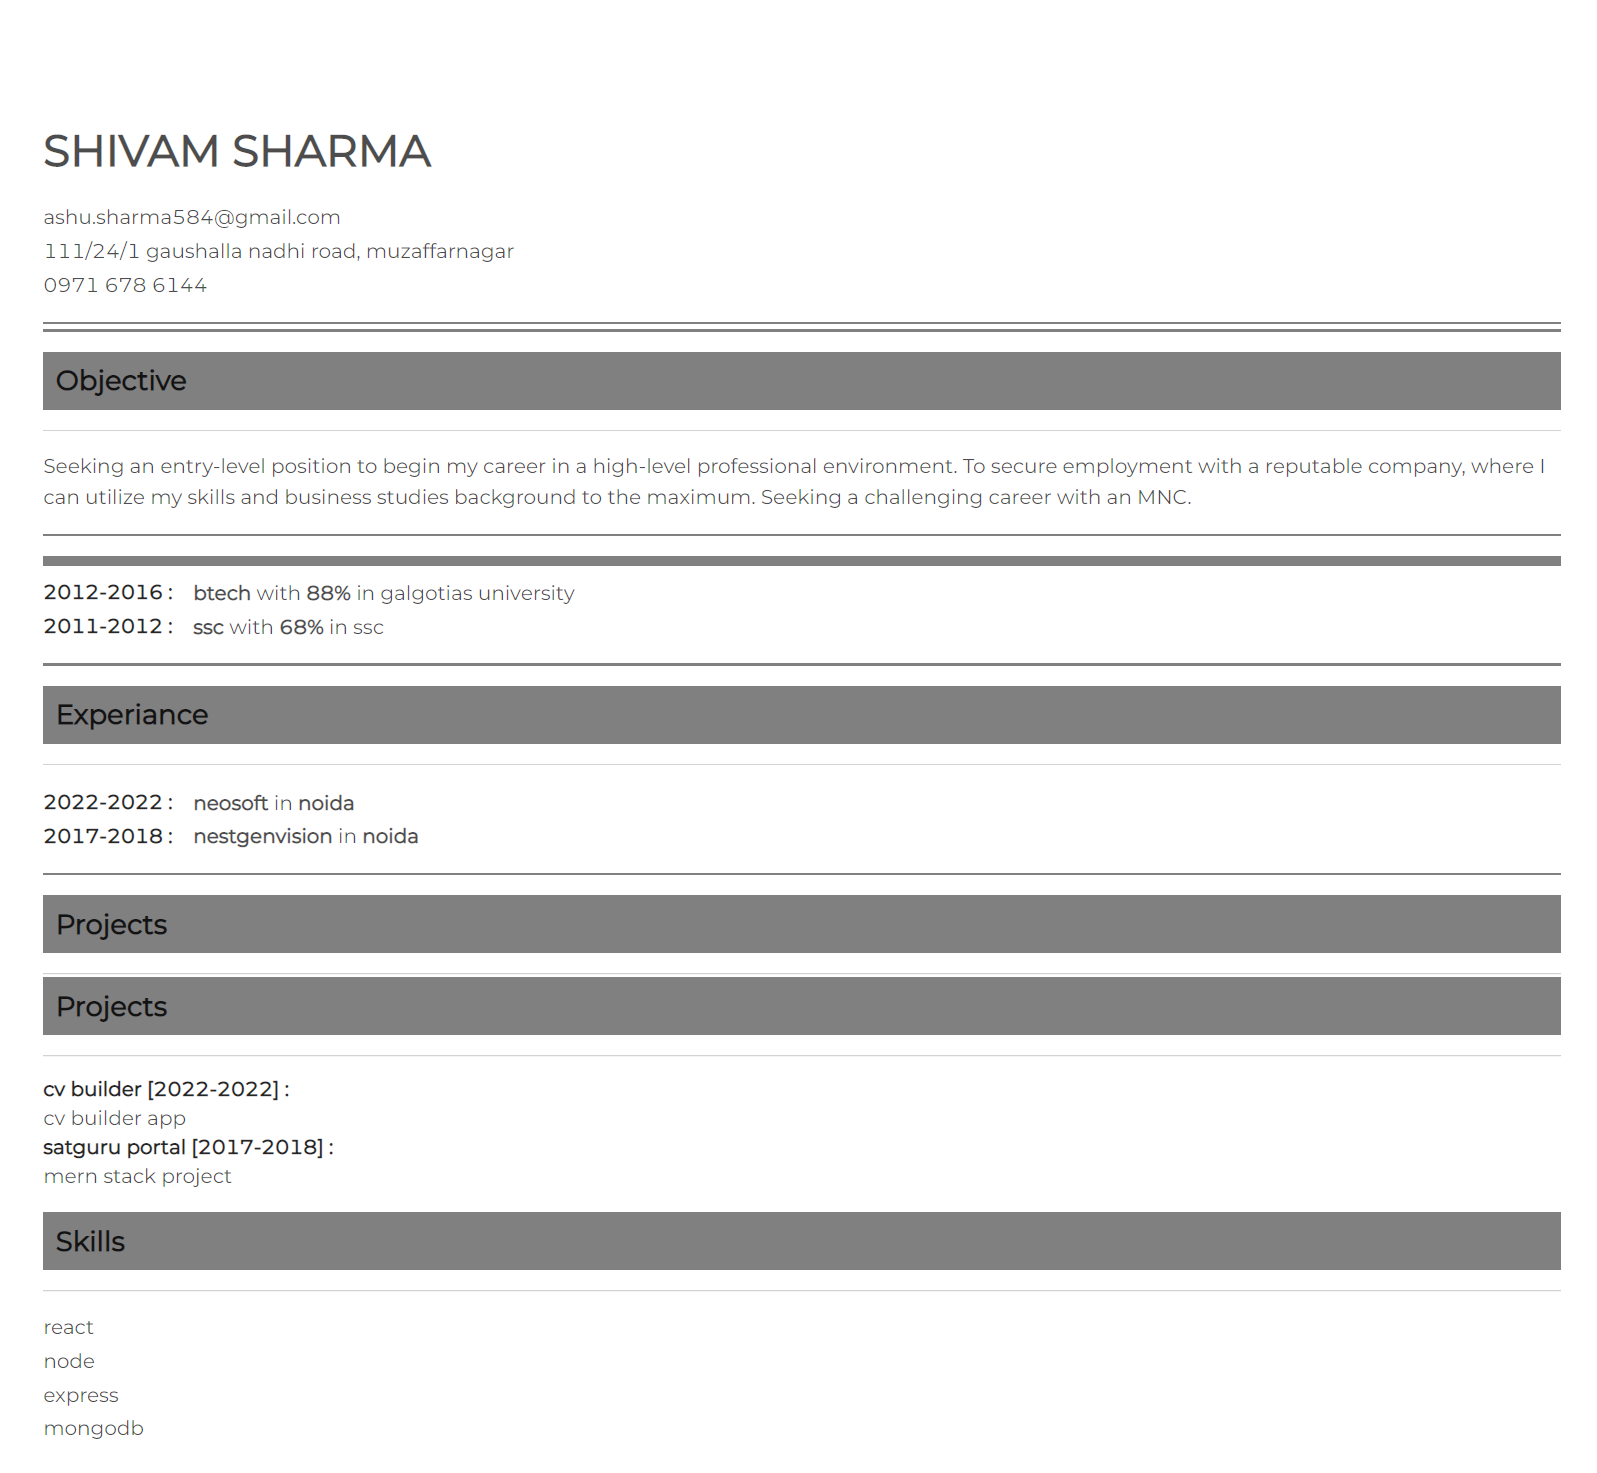 SHIVAM SHARMA
ashu.sharma584@gmail.com
111/24/1 gaushalla nadhi road, muzaffarnagar
0971 678 6144
Objective
Seeking an entry-level position to begin my career in a high-level professional environment. To secure employment with a reputable company, where I
can utilize my skills and business studies background to the maximum. Seeking a challenging career with an MNC.
2012-2016 : btech with 88% in galgotias university
2011-2012 : ssc with 68% in ssc
Experiance
2022-2022 : neosoft in noida
2017-2018 : nestgenvision in noida
Projects
Projects
cv builder [2022-2022] :
cv builder app
satguru portal [2017-2018] :
mern stack project
Skills
react
node
express
mongodb